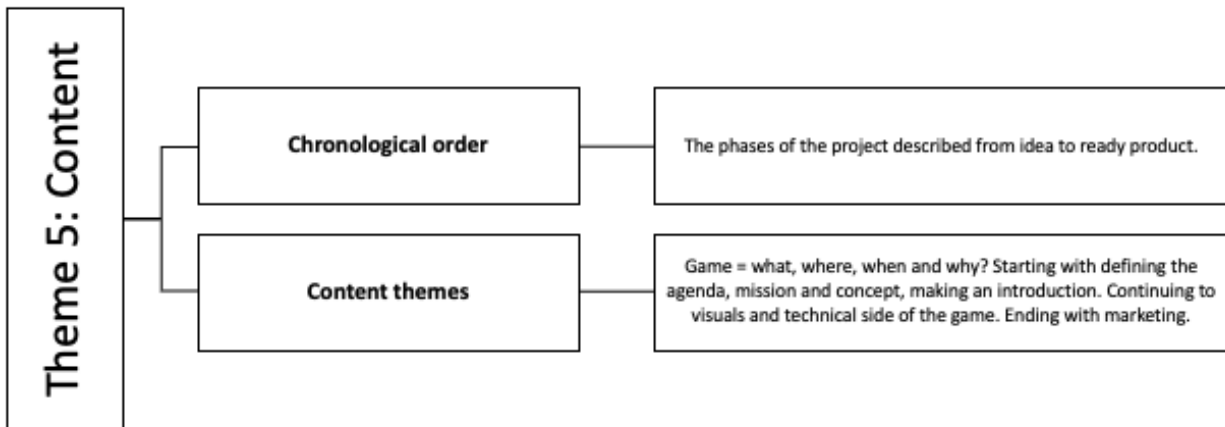 Theme 5: Content
Chronological order
The phases of the project described from idea to ready product.
Content themes
Game = what, where, when and why? Starting with defining the
agenda, mission and concept, making an introduction. Continuing to
visuals and technical side of the game. Ending with marketing.